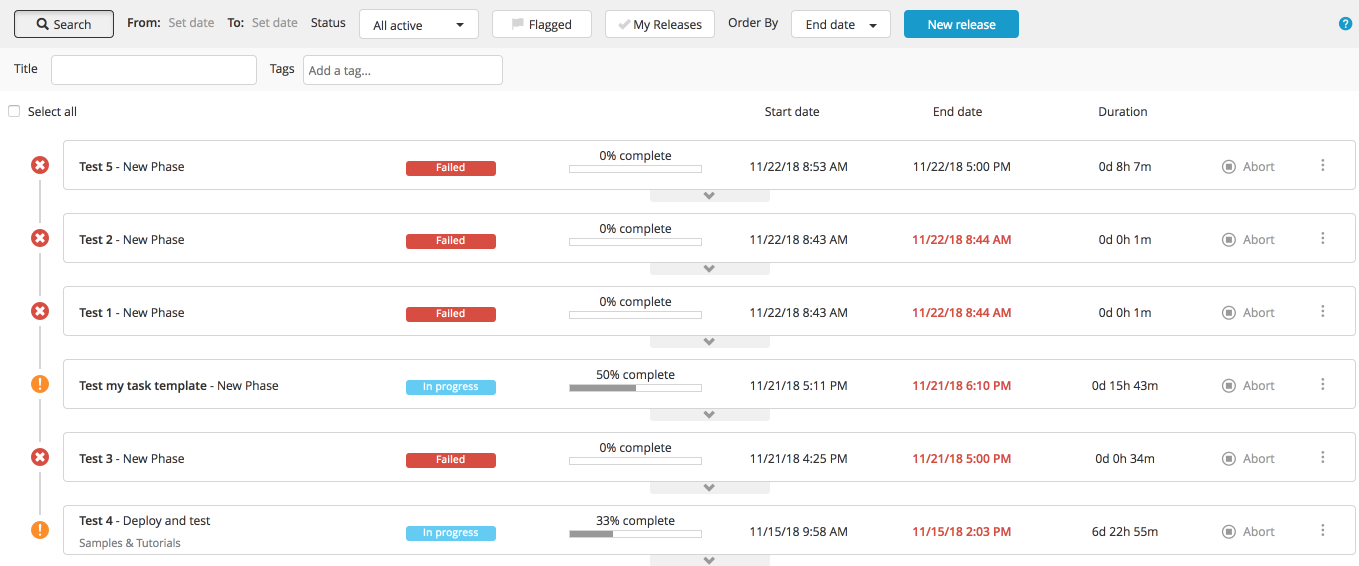 Search From: Set date To: Set date Status All active Flagged My Releases Order By End date New release ?
Title Tags Add a tag...
Select all Start date End date Duration
Test 5 - New Phase Failed 0% complete 11/22/18 8:53 AM 11/22/18 5:00 PM 0d 8h 7m Abort
Test 2 - New Phase Failed 0% complete 11/22/18 8:43 AM 11/22/18 8:44 AM 0d 0h 1m Abort
Test 1 - New Phase Failed 0% complete 11/22/18 8:43 AM 11/22/18 8:44 AM 0d 0h 1m Abort
Test my task template - New Phase In progress 50% complete 11/21/18 5:11 PM 11/21/18 6:10 PM 0d 15h 43m Abort
Test 3 - New Phase Failed 0% complete 11/21/18 4:25 PM 11/21/18 5:00 PM 0d 0h 34m Abort
Test 4 - Deploy and test In progress 33% complete 11/15/18 9:58 AM 11/15/18 2:03 PM 6d 22h 55m Abort
Samples & Tutorials